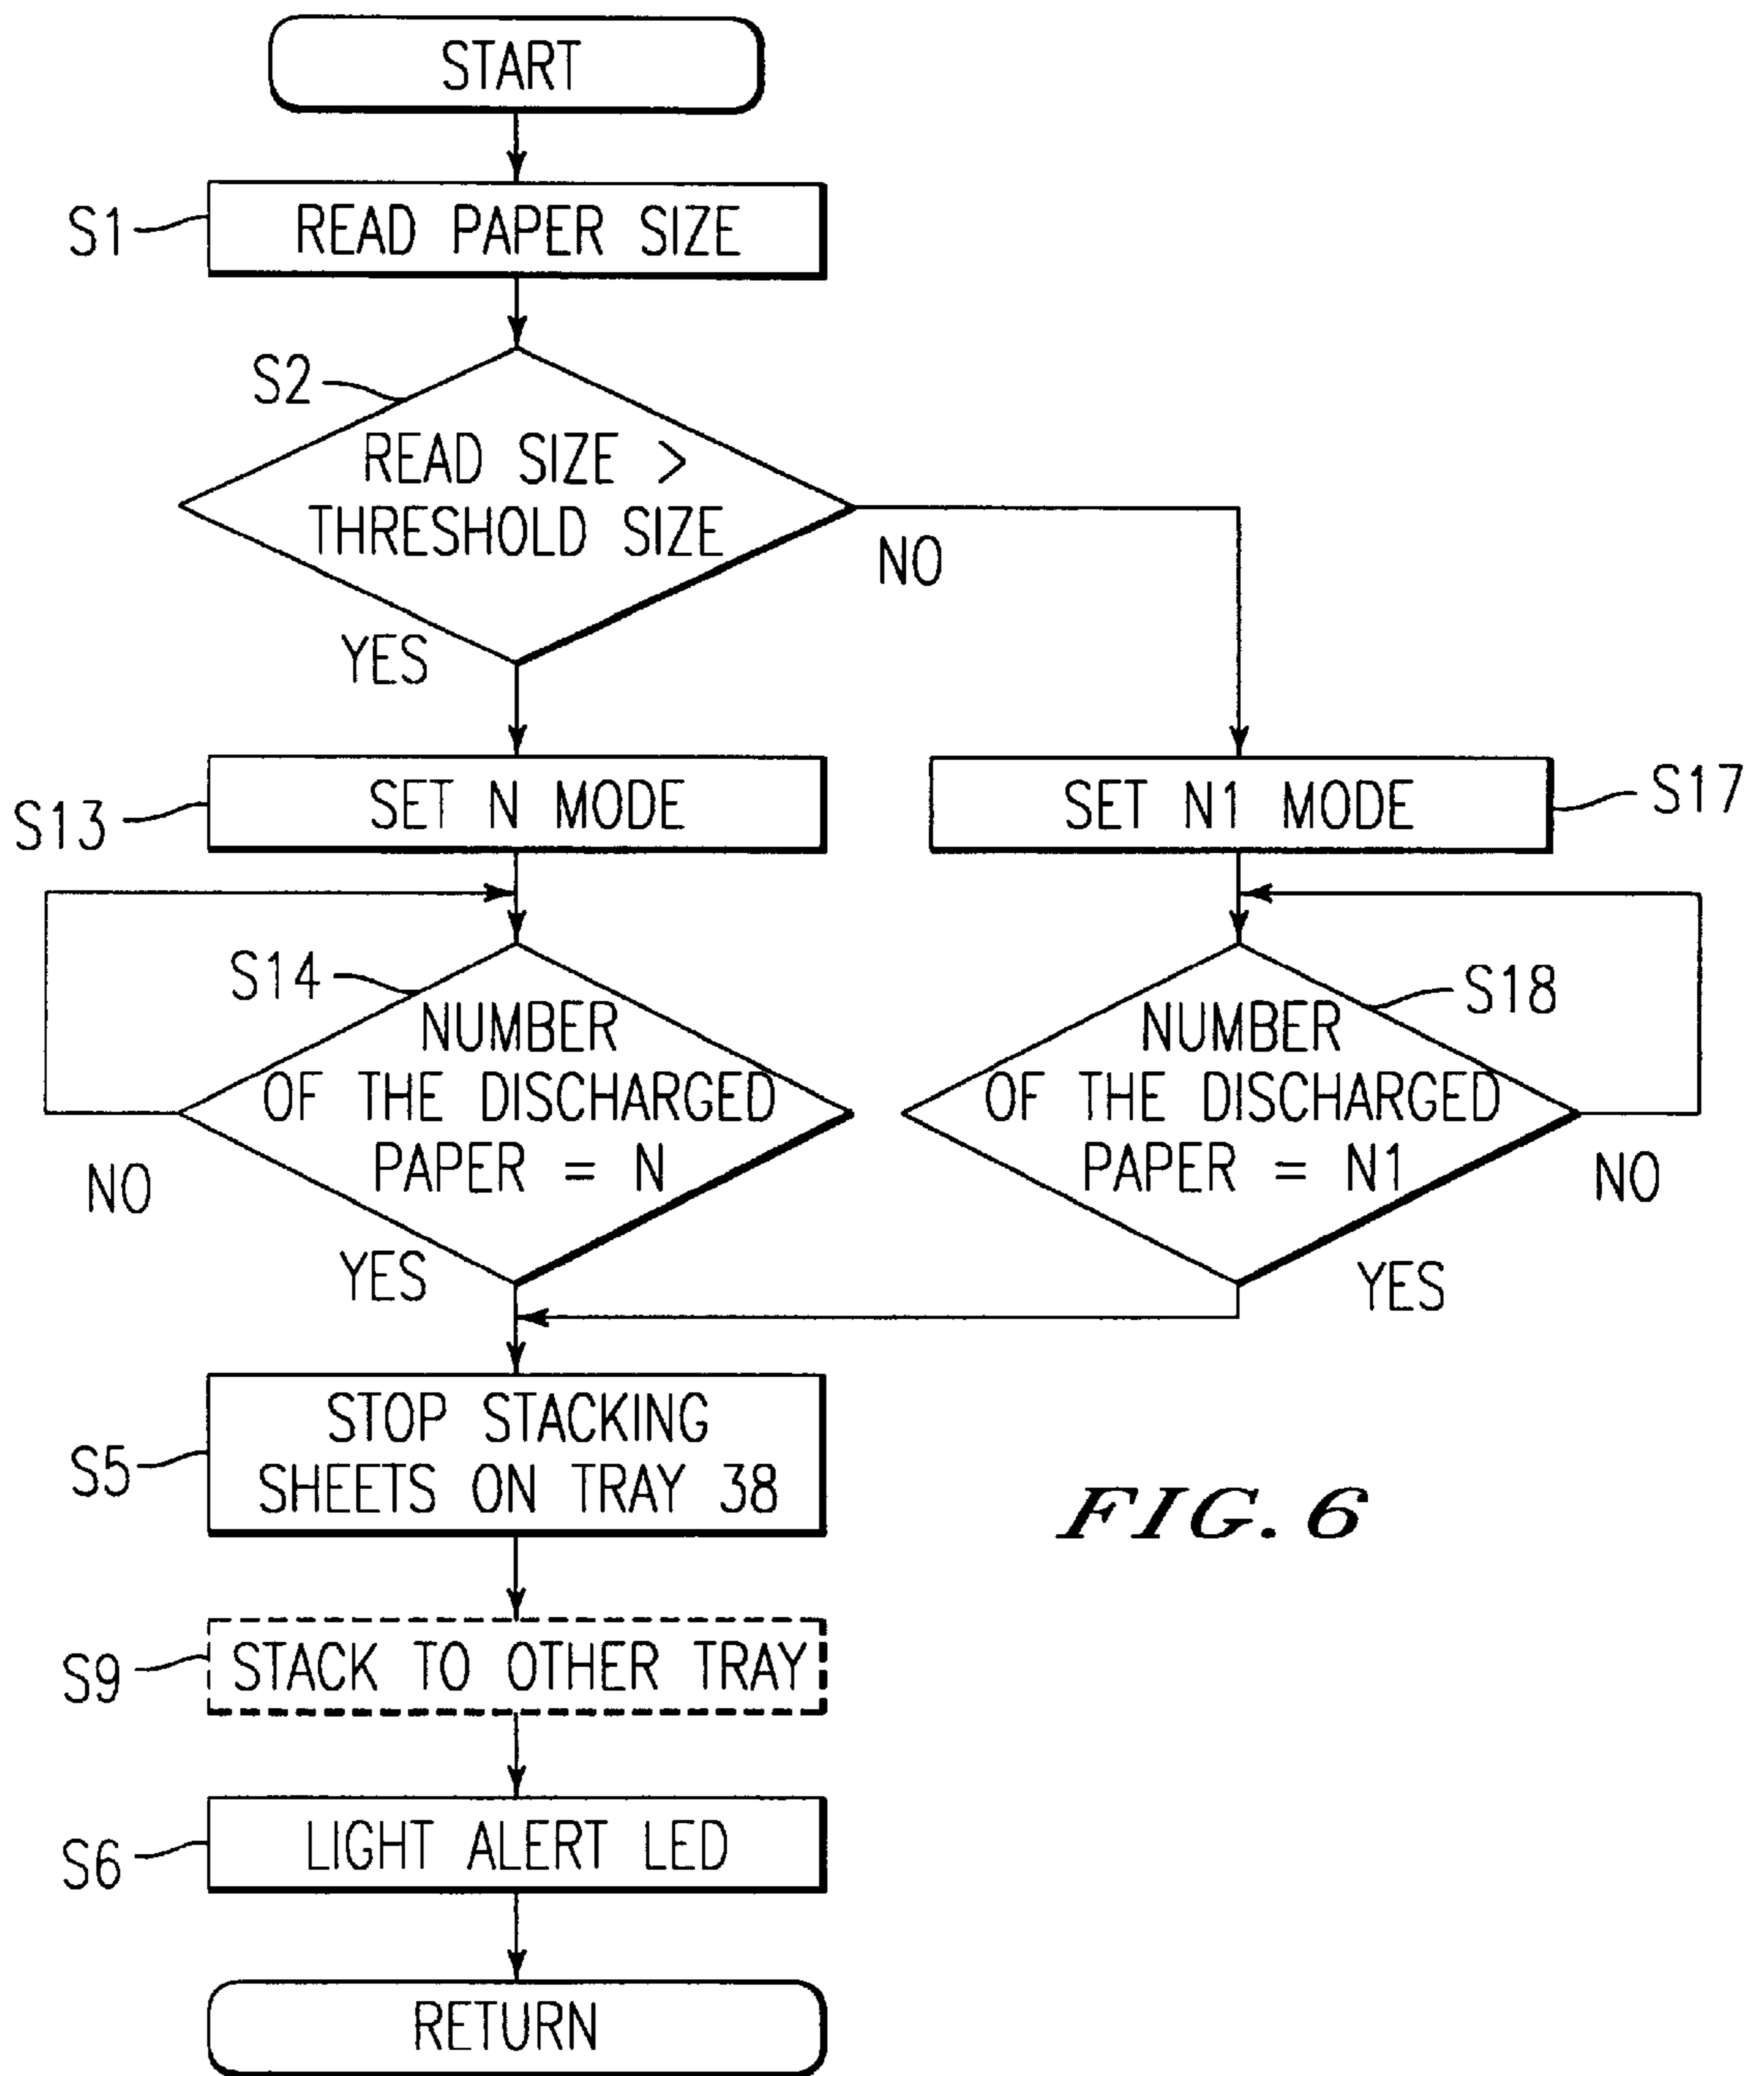 START
S1
READ PAPER SIZE
S2
READ SIZE >
THRESHOLD SIZE
NO
YES
S13
SET N MODE
SET N1 MODE
S17
S14
NUMBER
OF THE DISCHARGED
PAPER = N
NO
YES
S18
NUMBER
OF THE DISCHARGED
PAPER = N1
NO
YES
S5
STOP STACKING
SHEETS ON TRAY 38
FIG. 6
S9
STACK TO OTHER TRAY
S6
LIGHT ALERT LED
RETURN